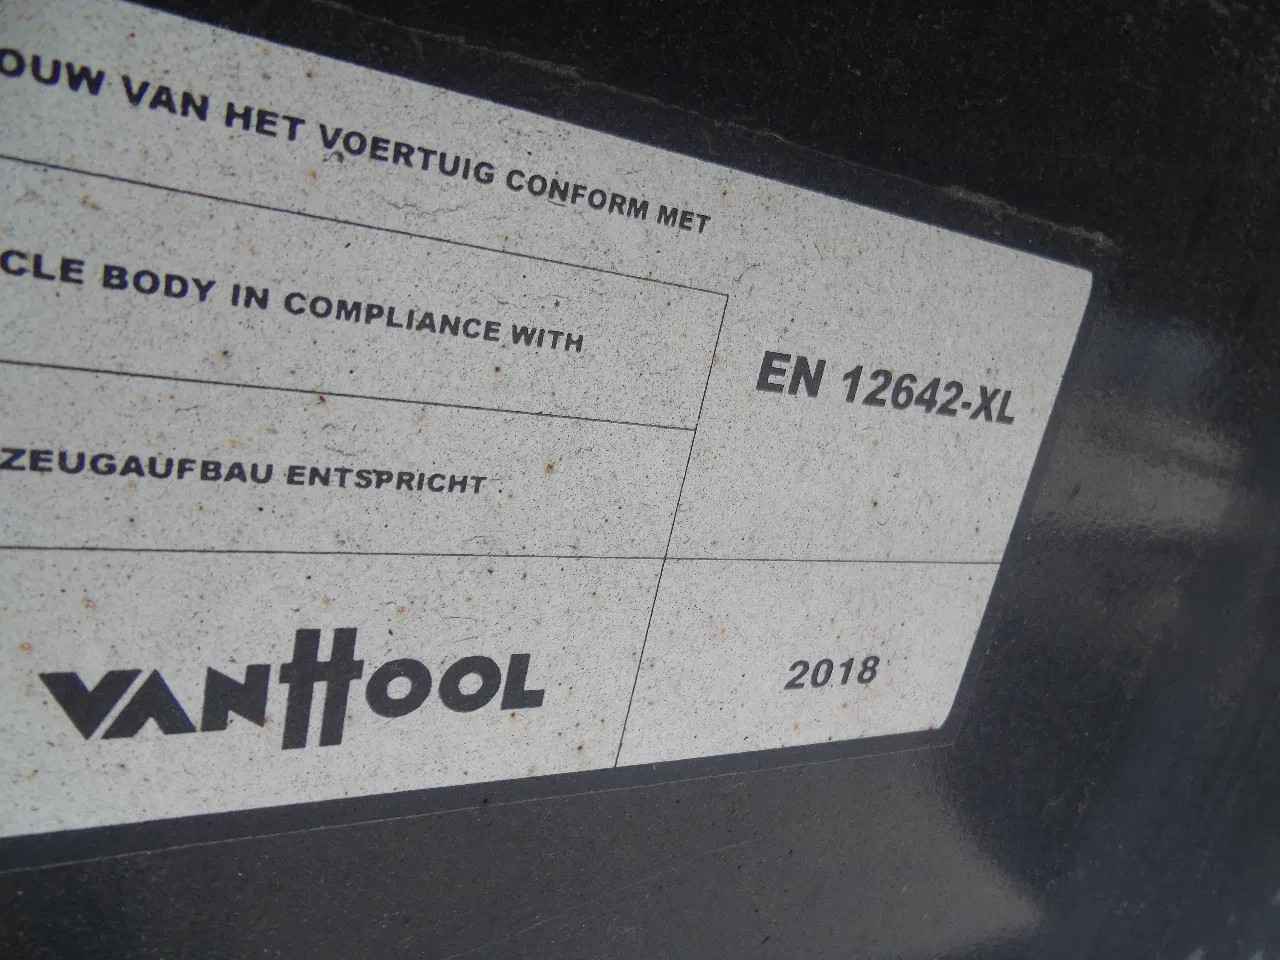 OUW VAN HET VOERTUIG CONFORM MET
CLE BODY IN COMPLIANCE WITH
EN 12642-XL
ZEUGAUFBAU ENTSPRICHT
VANHOOL
2018